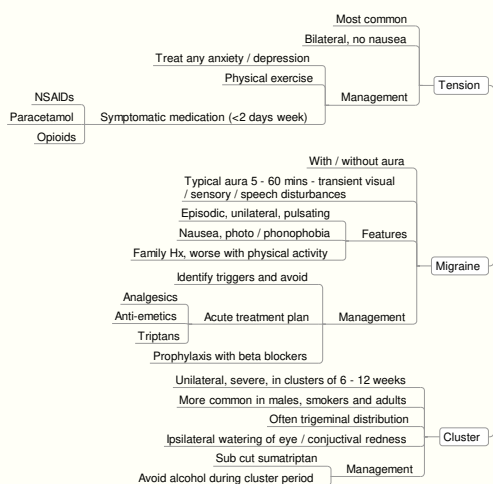 Most common
Bilateral, no nausea
Treat any anxiety / depression
Physical exercise
NSAIDs
Paracetamol
Opioids
Symptomatic medication (<2 days week)
Management
Tension
With / without aura
Typical aura 5 - 60 mins - transient visual
/ sensory / speech disturbances
Episodic, unilateral, pulsating
Nausea, photo / phonophobia
Family Hx, worse with physical activity
Features
Migraine
Identify triggers and avoid
Analgesics
Anti-emetics
Triptans
Acute treatment plan
Prophylaxis with beta blockers
Management
Unilateral, severe, in clusters of 6 - 12 weeks
More common in males, smokers and adults
Often trigeminal distribution
Ipsilateral watering of eye / conjuctival redness
Cluster
Sub cut sumatriptan
Avoid alcohol during cluster period
Management